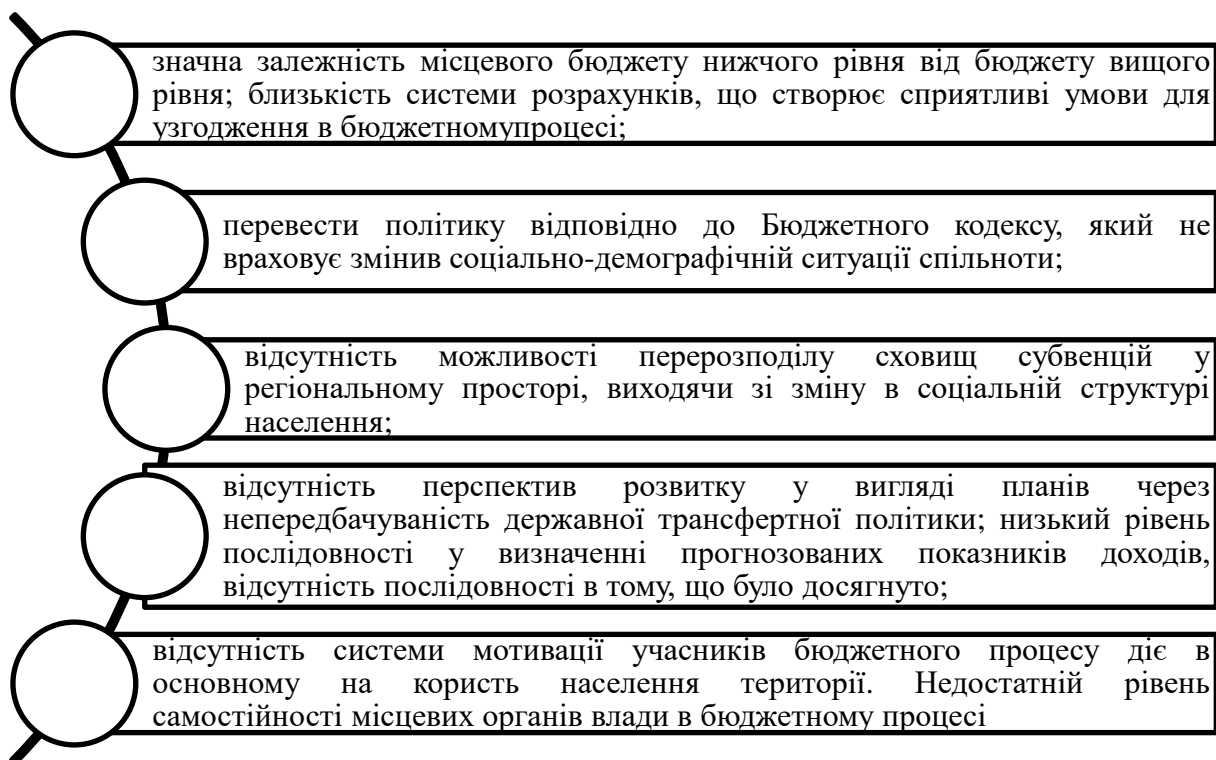 значна залежність місцевого бюджету нижчого рівня від бюджету вищого
рівня; близькість системи розрахунків, що створює сприятливі умови для
узгодження в бюджетномупроцесі;
перевести політику відповідно до Бюджетного кодексу, який не
враховує змінив соціально-демографічній ситуації спільноти;
відсутність можливості перерозподілу сховищ субвенцій у
регіональному просторі, виходячи зі зміну в соціальній структурі
населення;
відсутність перспектив розвитку у вигляді планів через
непередбачуваність державної трансфертної політики; низький рівень
послідовності у визначенні прогнозованих показників доходів,
відсутність послідовності в тому, що було досягнуто;
відсутність системи мотивації учасників бюджетного процесу діє в
основному на користь населення території. Недостатній рівень
самостійності місцевих органів влади в бюджетному процесі